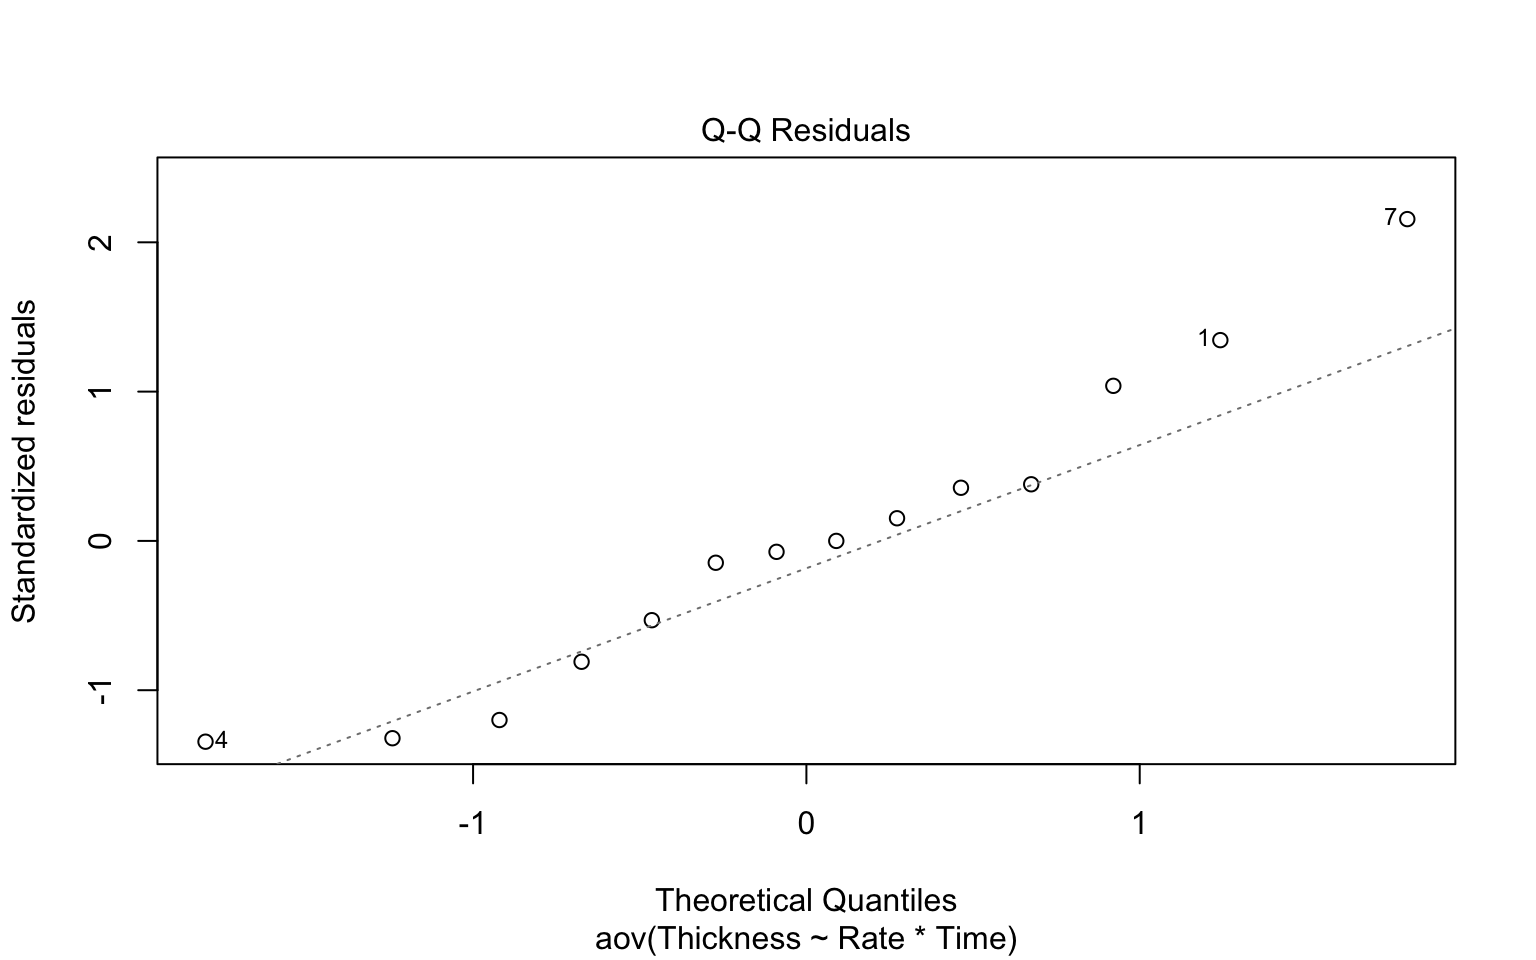 Q-Q Residuals
Standardized residuals
2
1
0
-1
7
1
4
-1
0
1
Theoretical Quantiles
aov(Thickness ~ Rate * Time)